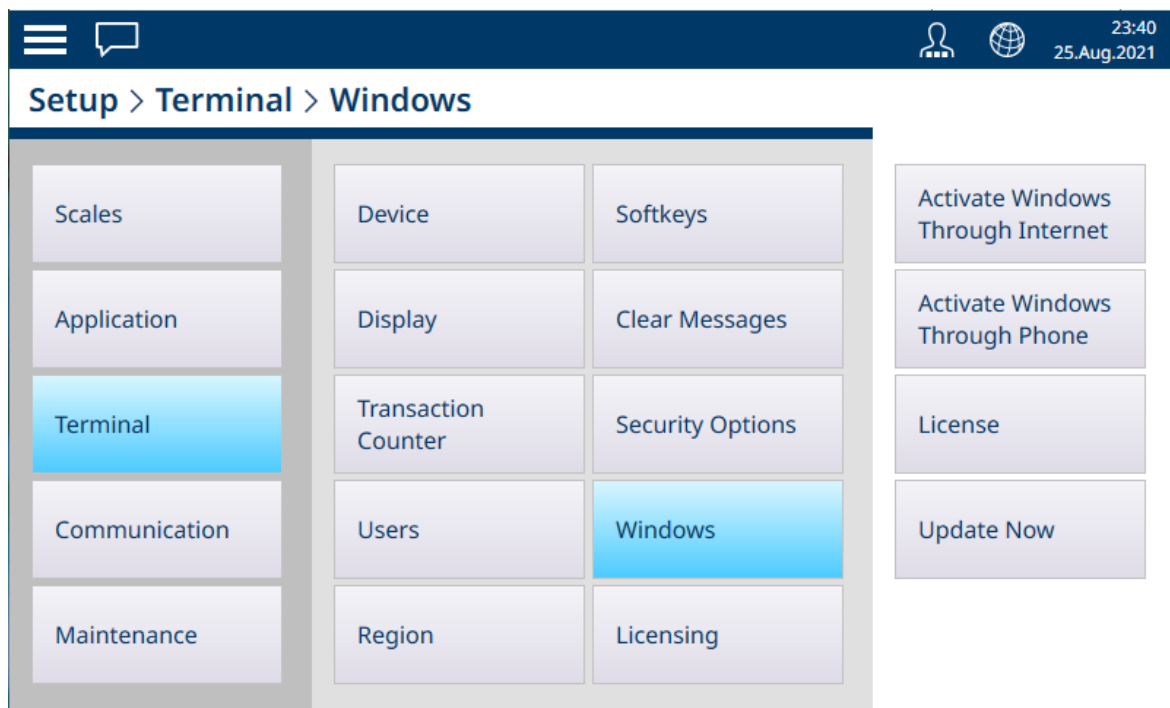 23:40
25.Aug.2021
Setup > Terminal > Windows
Scales
Application
Terminal
Communication
Maintenance
Device
Softkeys
Display
Clear Messages
Transaction
Counter
Security Options
Users
Windows
Region
Licensing
Activate Windows
Through Internet
Activate Windows
Through Phone
License
Update Now